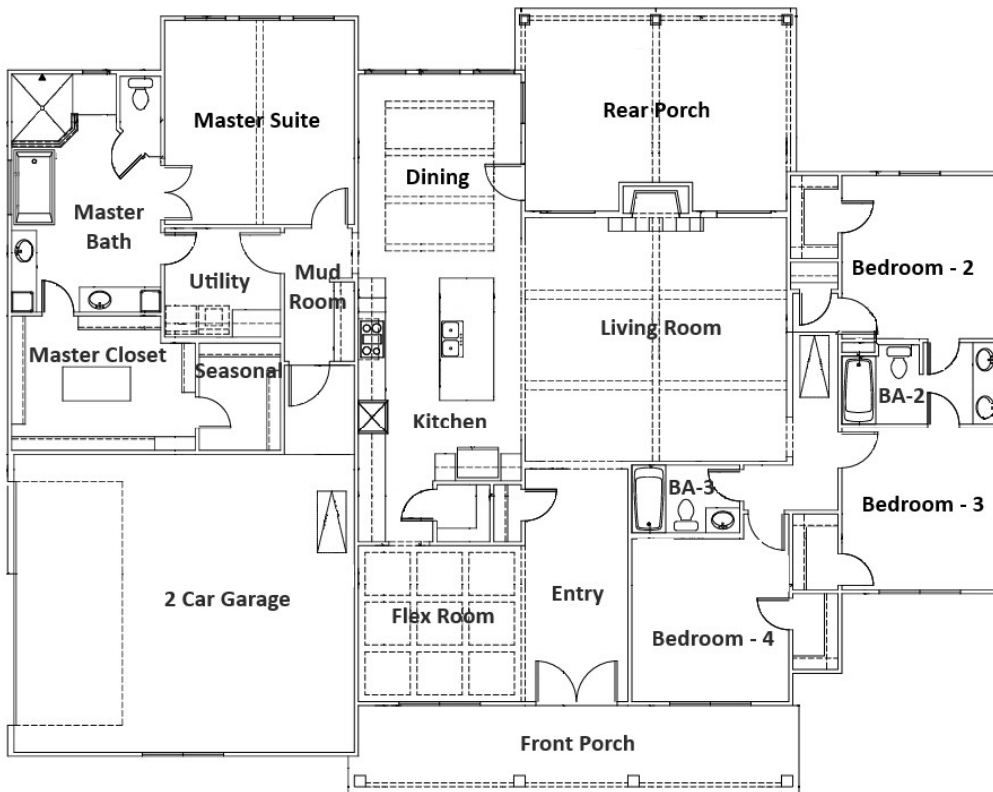 Master Suite
Rear Porch
Dining
Master
Bath
Utility
Mud
Room
Bedroom - 2
Living Room
Master Closet
Seasonal
BA-2
Kitchen
BA-3
Bedroom - 3
2 Car Garage
Flex Room
Entry
Bedroom - 4
Front Porch